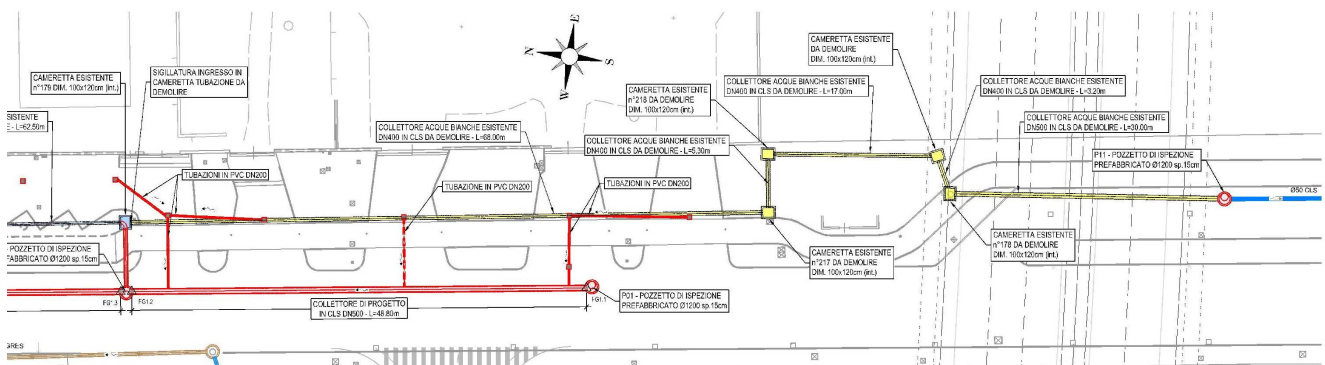 CAMERETTA ESISTENTE
n°179 DIM. 100x120cm (int.)
SIGILLATURA INGRESSO IN
CAMERETTA TUBAZIONE DA
DEMOLIRE
N
E
S
W
CAMERETTA ESISTENTE
DA DEMOLIRE
DIM. 100x120cm (int.)
COLLETTORE ACQUE BIANCHE ESISTENTE
DN400 IN CLS DA DEMOLIRE - L=17.00m
COLLETTORE ACQUE BIANCHE ESISTENTE
DN400 IN CLS DA DEMOLIRE - L=3.20m
CAMERETTA ESISTENTE
n°218 DA DEMOLIRE
DIM. 100x120cm (int.)
SISTENTE
E - L=62.50m
COLLETTORE ACQUE BIANCHE ESISTENTE
DN400 IN CLS DA DEMOLIRE - L=68.00m
COLLETTORE ACQUE BIANCHE ESISTENTE
DN400 IN CLS DA DEMOLIRE - L=5.30m
COLLETTORE ACQUE BIANCHE ESISTENTE
DN500 IN CLS DA DEMOLIRE - L=30.00m
P11 - POZZETTO DI ISPEZIONE
PREFABBRICATO Ø1200 sp.15cm
TUBAZIONI IN PVC DN200
TUBAZIONE IN PVC DN200
TUBAZIONI IN PVC DN200
Ø50 CLS
- POZZETTO DI ISPEZIONE
EFABBRICATO Ø1200 sp.15cm
CAMERETTA ESISTENTE
n°217 DA DEMOLIRE
DIM. 100x120cm (int.)
CAMERETTA ESISTENTE
n°178 DA DEMOLIRE
DIM. 100x120cm (int.)
FG1.3
FG1.2
COLLETTORE DI PROGETTO
IN CLS DN500 - L=48.80m
FG1.1
P01 - POZZETTO DI ISPEZIONE
PREFABBRICATO Ø1200 sp.15cm
GRES